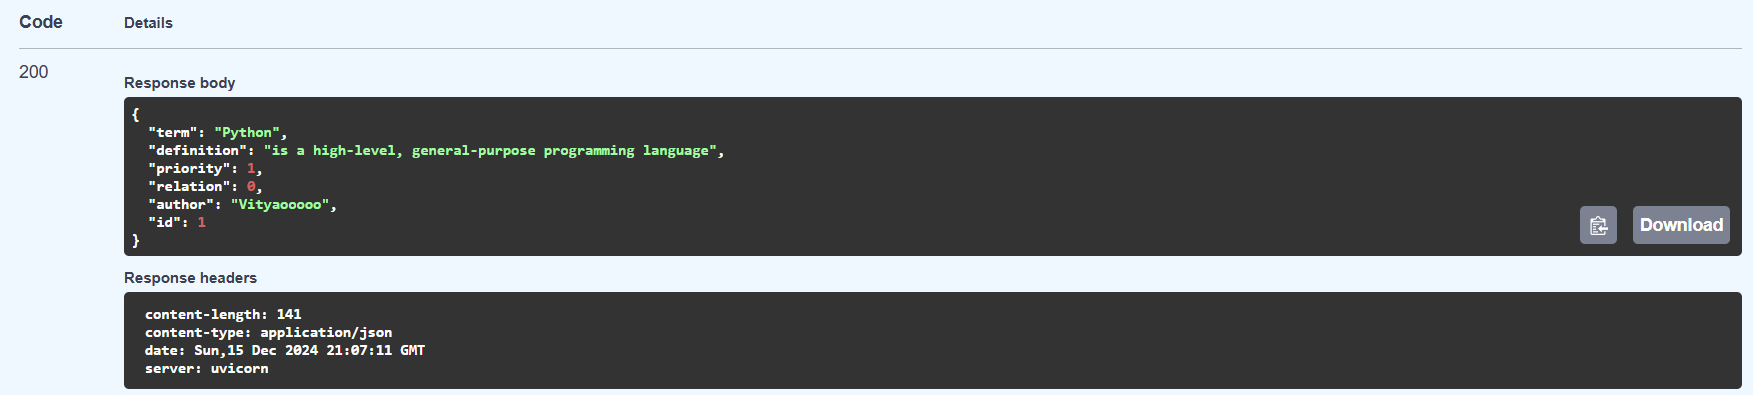 Code Details
200
Response body
{
"term": "Python",
"definition": "is a high-level, general-purpose programming language",
"priority": 1,
"relation": 0,
"author": "Vityaooooo",
"id": 1
}
Download
Response headers
content-length: 141
content-type: application/json
date: Sun,15 Dec 2024 21:07:11 GMT
server: uvicorn